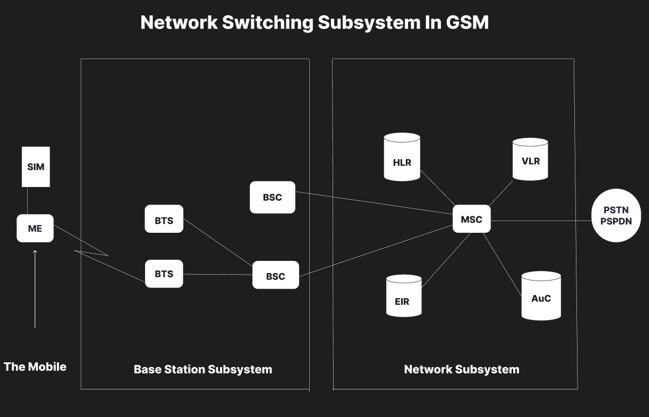 Network Switching Subsystem In GSM
SIM
ME
The Mobile
BTS
BTS
BSC
BSC
Base Station Subsystem
HLR
VLR
MSC
EIR
AuC
Network Subsystem
PSTN
PSPDN